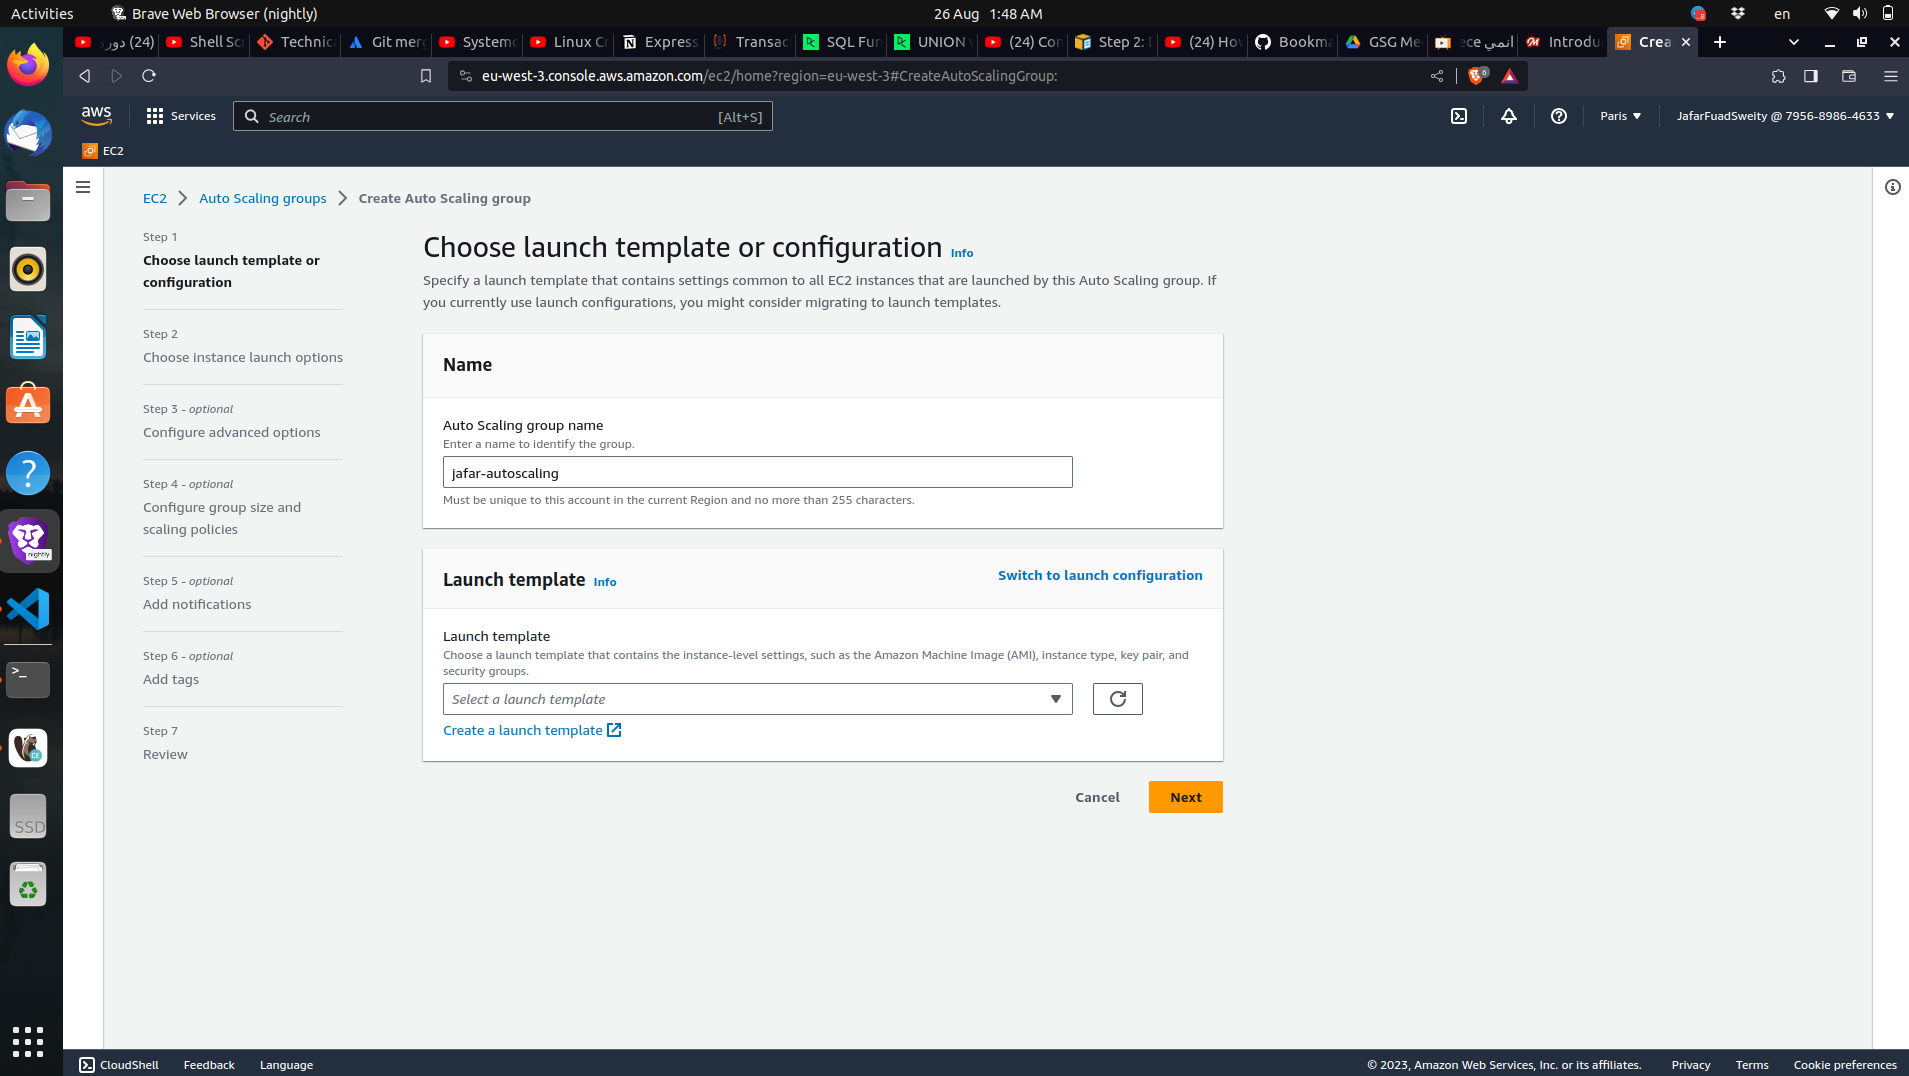 Activities
Brave Web Browser (nightly)
26 Aug 1:48 AM
en
(24) دورة
Shell Scr
Technic
Git merg
Systemc
Linux Cr
Express
Transac
SQL Fun
UNION v
(24) Con
Step 2: D
(24) How
Bookma
GSG Me
انمي ece
Introdu
Crea
eu-west-3.console.aws.amazon.com/ec2/home?region=eu-west-3#CreateAutoScalingGroup:
aws
Services
Search
[Alt+S]
Paris
JafarFuadSweity @ 7956-8986-4633
EC2
EC2
Auto Scaling groups
Create Auto Scaling group
Step 1
Choose launch template or
configuration
Step 2
Choose instance launch options
Step 3 - optional
Configure advanced options
Step 4 - optional
Configure group size and
scaling policies
Step 5 - optional
Add notifications
Step 6 - optional
Add tags
Step 7
Review
Choose launch template or configuration Info
Specify a launch template that contains settings common to all EC2 instances that are launched by this Auto Scaling group. If
you currently use launch configurations, you might consider migrating to launch templates.
Name
Auto Scaling group name
Enter a name to identify the group.
jafar-autoscaling
Must be unique to this account in the current Region and no more than 255 characters.
Launch template Info
Switch to launch configuration
Launch template
Choose a launch template that contains the instance-level settings, such as the Amazon Machine Image (AMI), instance type, key pair, and
security groups.
Select a launch template
Create a launch template
Cancel
Next
nightly
SSD
CloudShell
Feedback
Language
© 2023, Amazon Web Services, Inc. or its affiliates.
Privacy
Terms
Cookie preferences